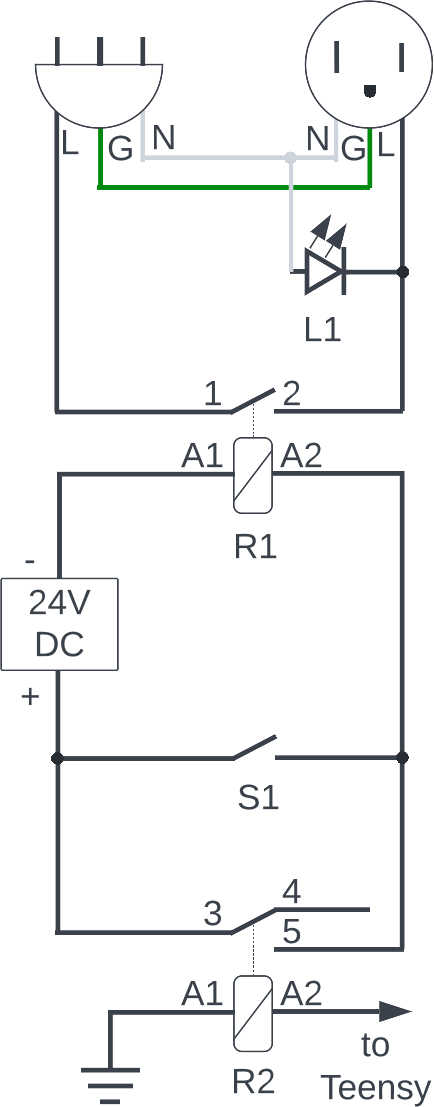 L G N
N G L
L1
1 2
A1 A2
R1
-
24V
DC
+
S1
4
3
5
A1 A2
R2
to
Teensy